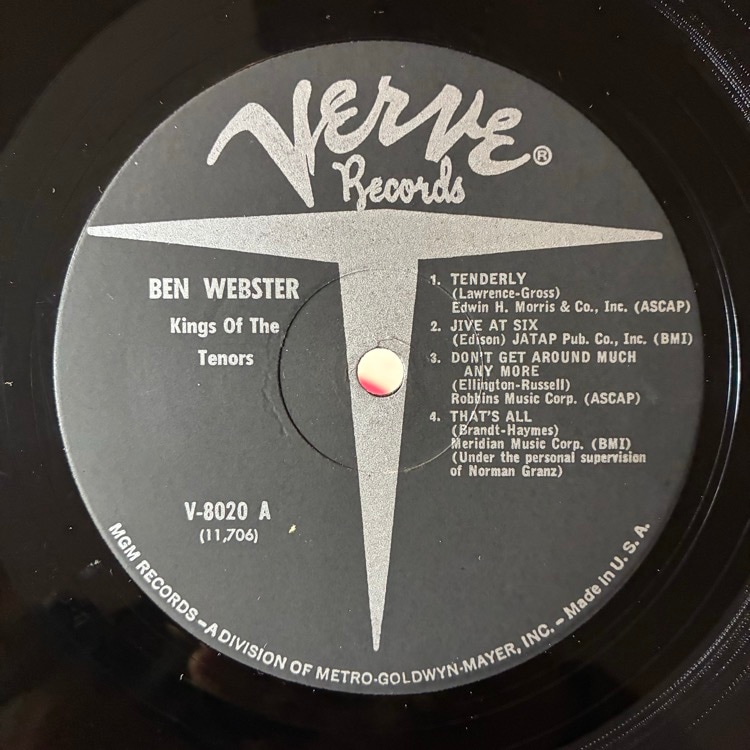 Verve®
Records
BEN WEBSTER
Kings Of The
Tenors
1. TENDERLY
(Lawrence-Gross)
Edwin H. Morris & Co., Inc. (ASCAP)
2. JIVE AT SIX
(Edison) JATAP Pub. Co., Inc. (BMI)
3. DON'T GET AROUND MUCH
ANY MORE
(Ellington-Russell)
Robbins Music Corp. (ASCAP)
4. THAT'S ALL
(Brandt-Haymes)
Meridian Music Corp. (BMI)
(Under the personal supervision
of Norman Granz)
V-8020 A
(11,706)
MGM RECORDS – A DIVISION OF METRO-GOLDWYN-MAYER, INC. – Made in U. S. A.